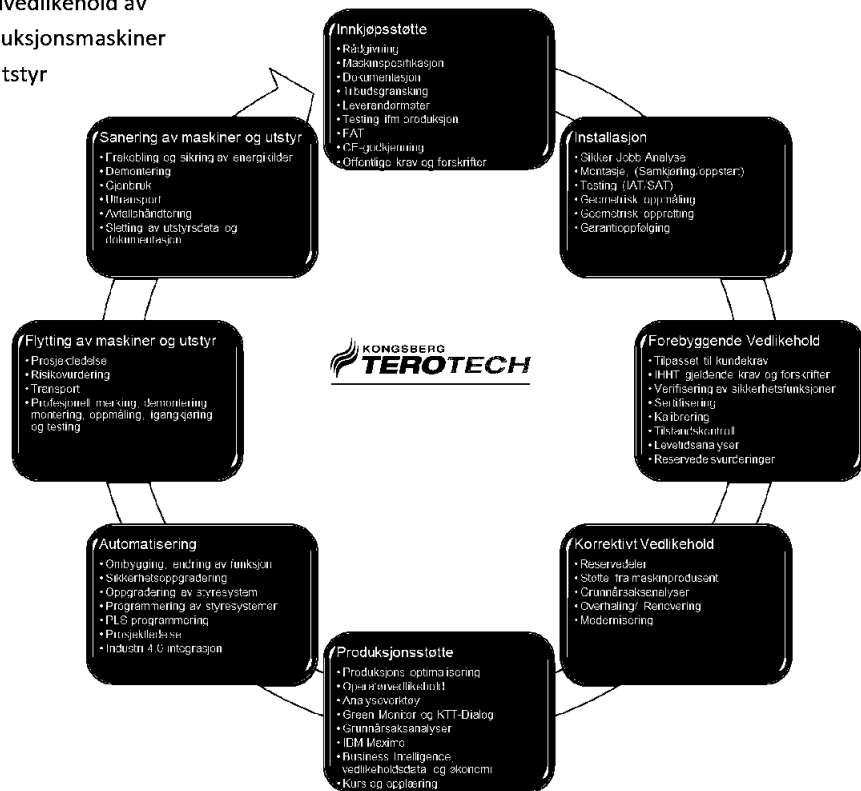 vedlikehold av
uksjonsmaskiner
tstyr
Innkjøpsstøtte
• Rådgivning
• Maskinspesifikasjon
• Dokumentasjon
• Tilbudsgransking
• Leverandørmøter
• Testing ifm produksjon
• FAT
• CE-godkjenning
• Offentlige krav og forskrifter
Installasjon
• Sikker Jobb Analyse
• Montasje, (Samkjøring/oppstart)
• Testing (IAT/SAT)
• Geometrisk oppmåling
• Geometrisk oppretting
• Garantioppfølging
Forebyggende Vedlikehold
• Tilpasset til kundekrav
• IHHT gjeldende krav og forskrifter
• Verifisering av sikkerhetsfunksjoner
• Sertifisering
• Kalibrering
• Tilstandskontroll
• Levetidsanalyser
• Reservedelsvurderinger
Korrektivt Vedlikehold
• Reservedeler
• Støtte fra maskinprodusent
• Grunnårsaksanalyser
• Overhaling/ Renovering
• Modernisering
Produksjonsstøtte
• Produksjons optimalisering
• Operatørvedlikehold
• Analyseverktøy
• Green Monitor og KTT-Dialog
• Grunnårsaksanalyser
• IBM Maximo
• Business Intelligence,
vedlikeholdsdata og økonomi
• Kurs og opplæring
Automatisering
• Ombygging, endring av funksjon
• Sikkerhetsoppgradering
• Oppgradering av styresystem
• Programmering av styresystemer
• PLS programmering
• Prosjektledelse
• Industri 4.0 integrasjon
Flytting av maskiner og utstyr
• Prosjektledelse
• Risikovurdering
• Transport
• Profesjonell merking, demontering
montering, oppmåling, igangkjøring
og testing
Sanering av maskiner og utstyr
• Frakobling og sikring av energikilder
• Demontering
• Gjenbruk
• Uttransport
• Avfallshåndtering
• Sletting av utstyrsdata og
dokumentasjon
KONGSBERG
TEROTECH